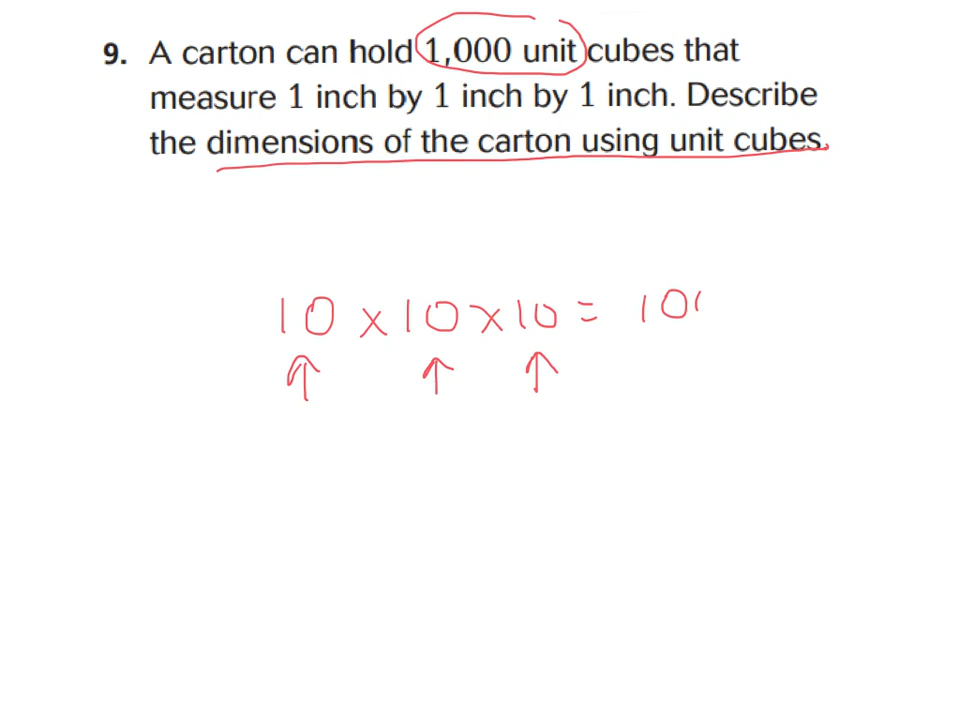 9. A carton can hold 1,000 unit cubes that
measure 1 inch by 1 inch by 1 inch. Describe
the dimensions of the carton using unit cubes.
10 x 10 x 10 = 10